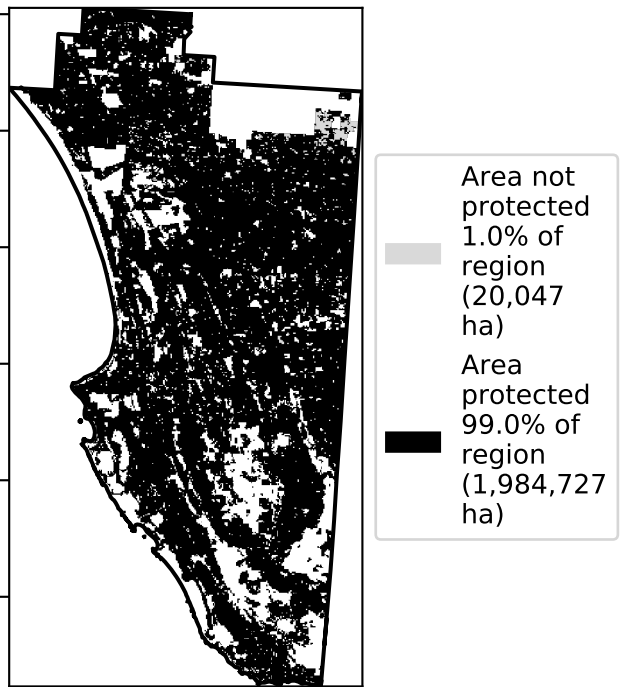 Area not
protected
1.0% of
region
(20,047
ha)
Area
protected
99.0% of
region
(1,984,727
ha)